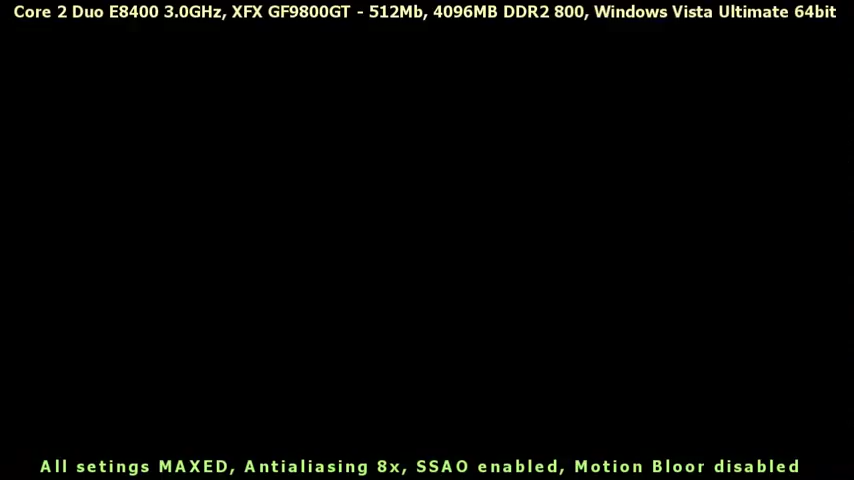 Core 2 Duo E8400 3.0GHz, XFX GF9800GT - 512Mb, 4096MB DDR2 800, Windows Vista Ultimate 64bit
All setings MAXED, Antialiasing 8x, SSAO enabled, Motion Bloor disabled